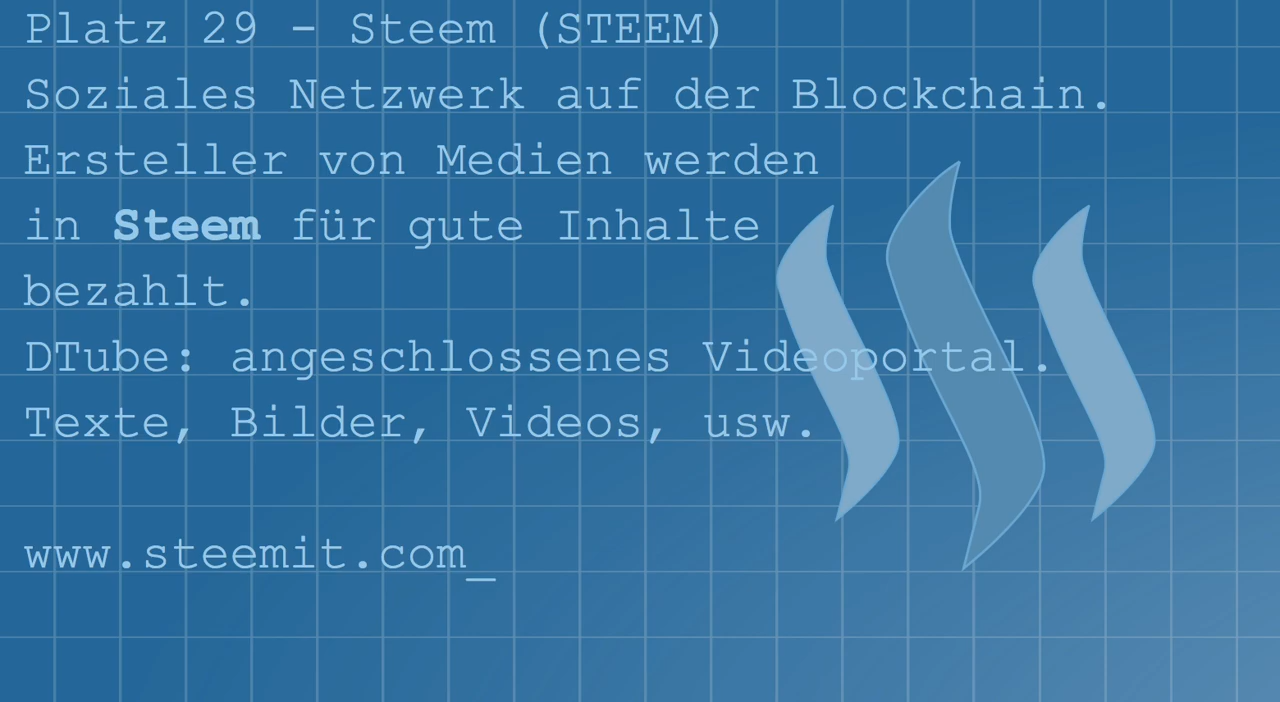 Platz 29 - Steem (STEEM)
Soziales Netzwerk auf der Blockchain.
Ersteller von Medien werden
in Steem für gute Inhalte
bezahlt.
DTube: angeschlossenes Videoportal.
Texte, Bilder, Videos, usw.
www.steemit.com_